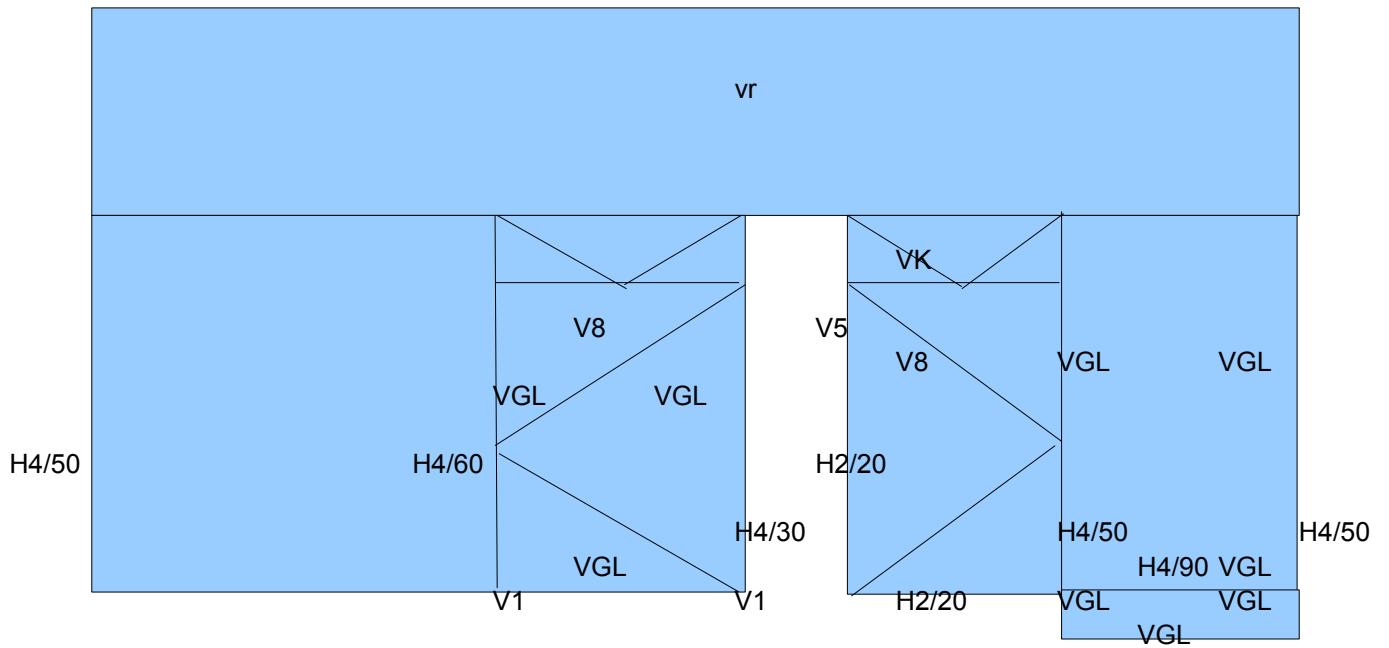 vr
VK
V8 V5
V8 VGL VGL
VGL VGL
H4/50 H4/60 H2/20
H4/30 H4/50 H4/50
VGL H4/90 VGL
V1 V1 H2/20 VGL VGL
VGL